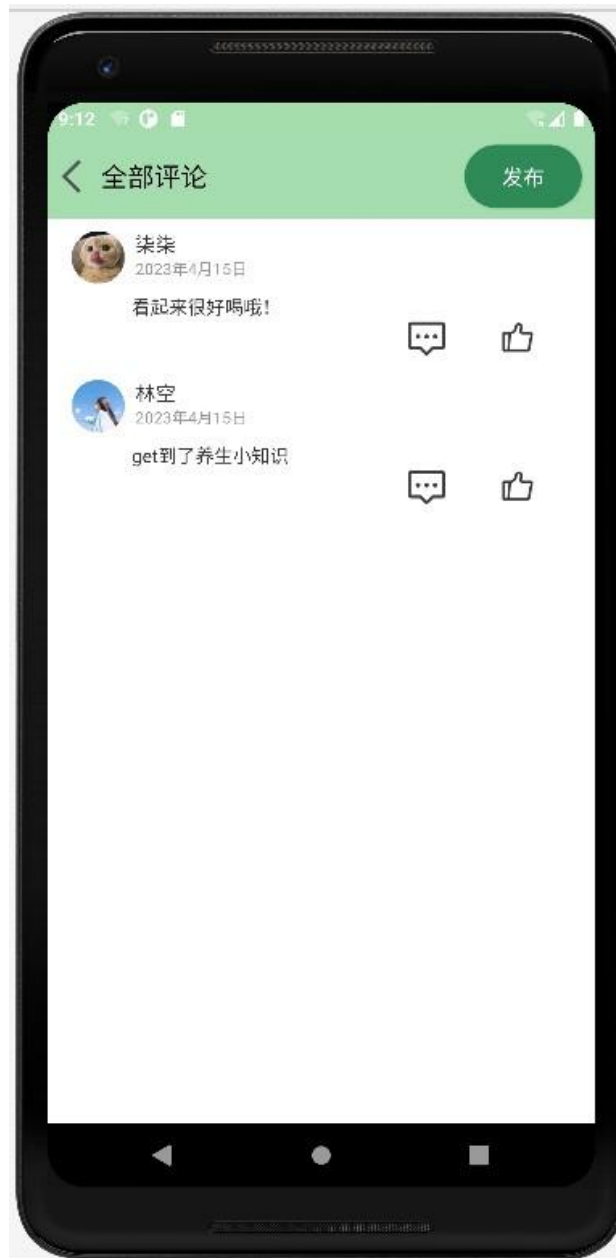 9:12
全部评论
发布
柒柒
2023年4月15日
看起来很好喝哦!
林空
2023年4月15日
get到了养生小知识